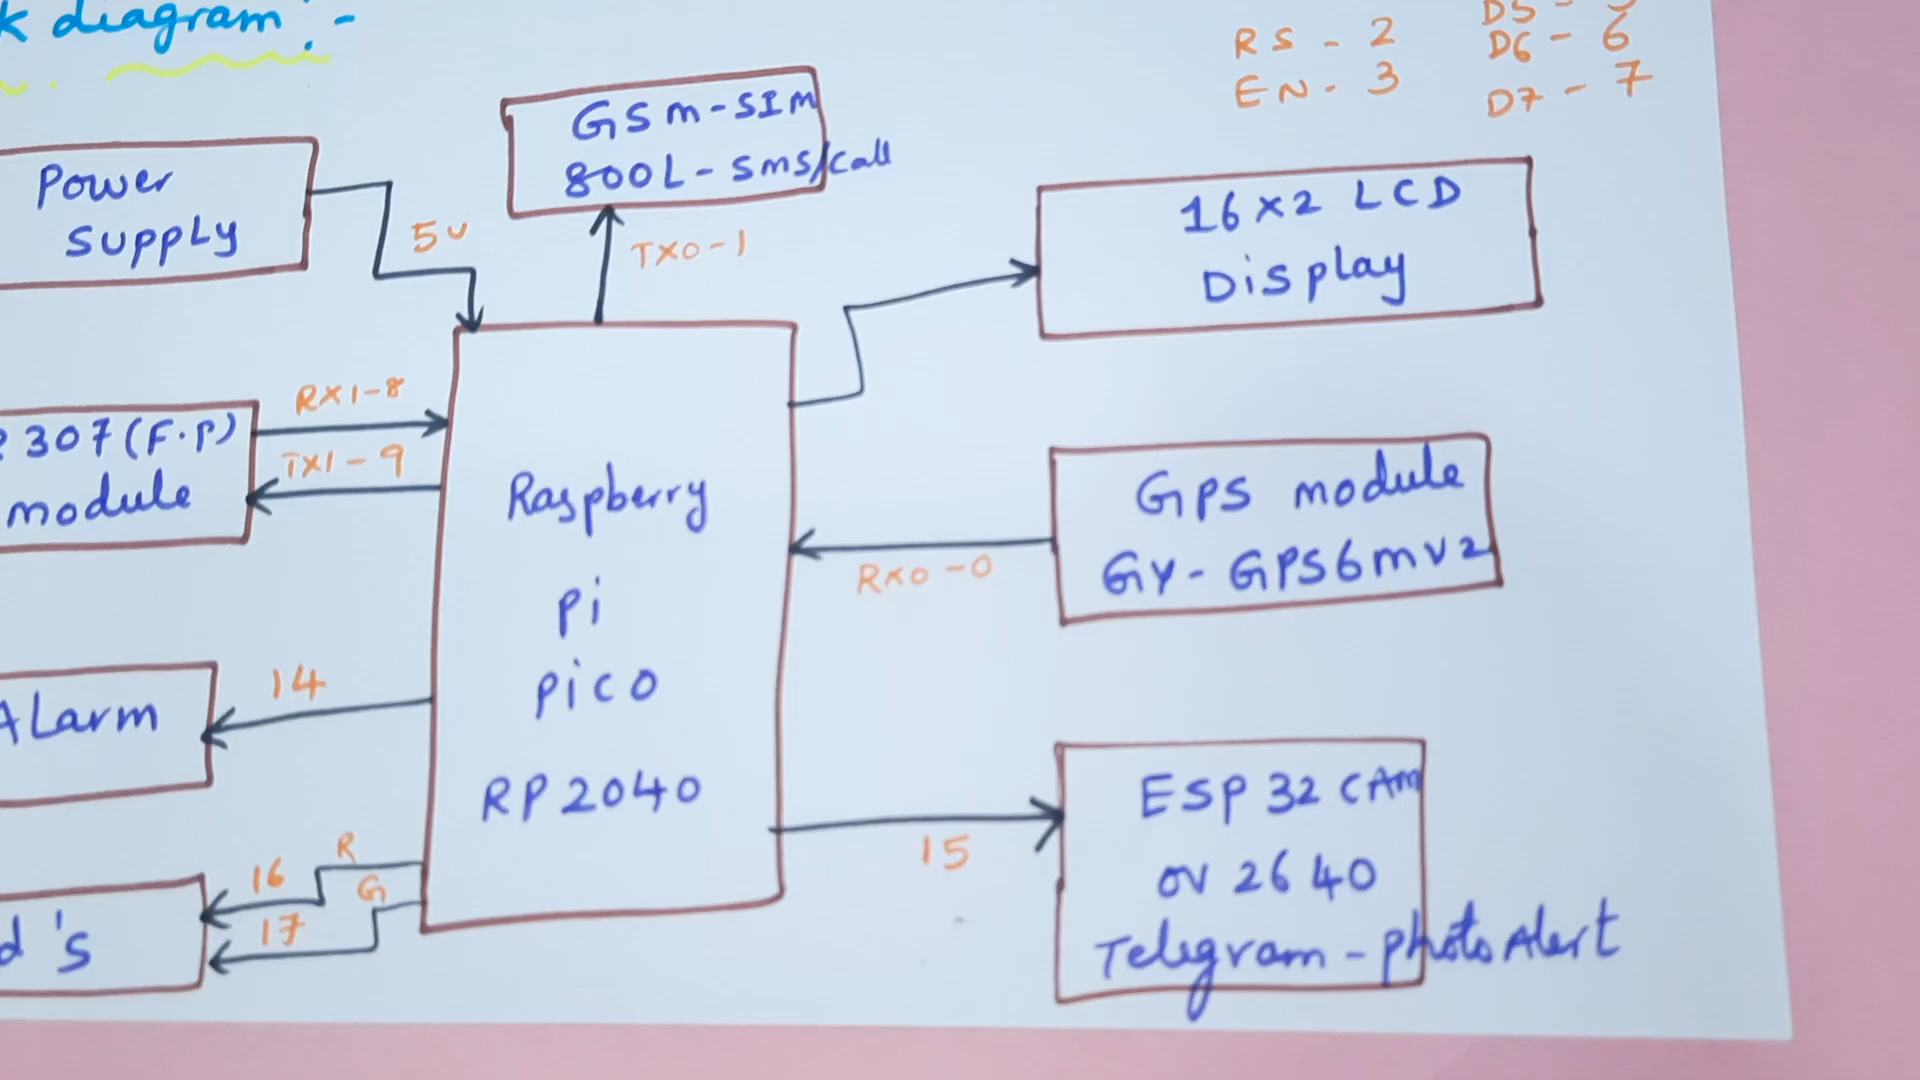 k diagram :-
RS - 2
EN - 3
D5 -
D6 - 6
D7 - 7
Power
Supply
5v
GSM-SIM
800L - SMS/call
TX0-1
16x2 LCD
Display
307(F.P)
module
RX1-8
TX1-9
Raspberry
Pi
Pico
RP2040
GPS module
GY-GPS6MV2
RX0-0
ALarm
14
ESP32 CAM
OV 2640
Telegram - photo Alert
15
d's
16
R
17
G